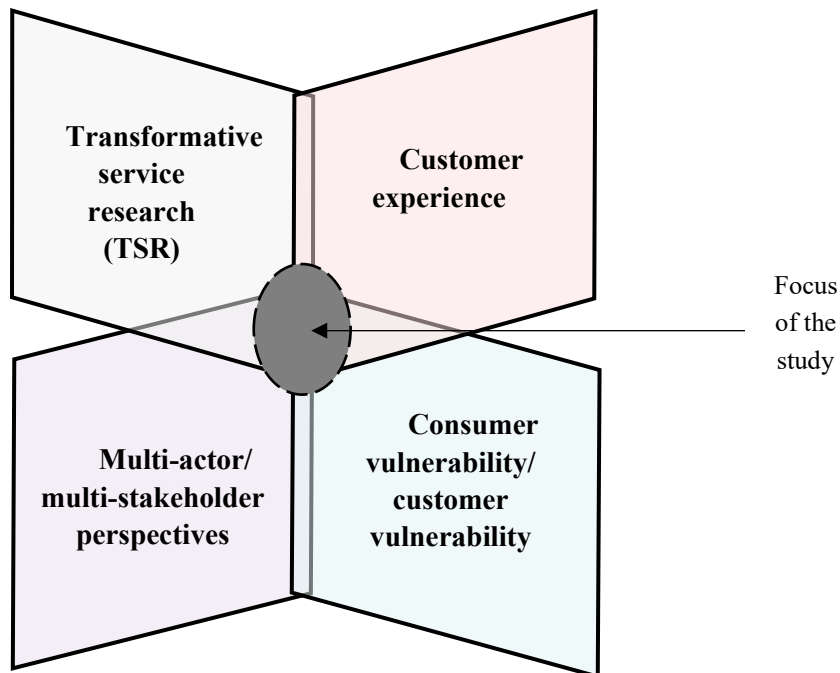 Transformative
service
research
(TSR)
Customer
experience
Focus
of the
study
Multi-actor/
multi-stakeholder
perspectives
Consumer
vulnerability/
customer
vulnerability